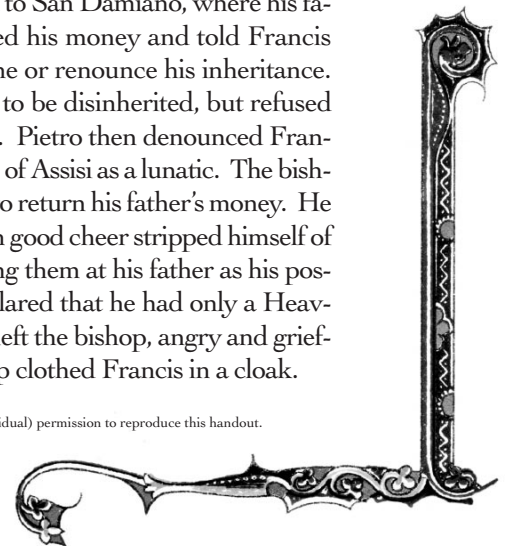 to San Damiano, where his fa-
ed his money and told Francis
ne or renounce his inheritance.
to be disinherited, but refused
. Pietro then denounced Fran-
of Assisi as a lunatic. The bish-
o return his father's money. He
n good cheer stripped himself of
ng them at his father as his pos-
lared that he had only a Heav-
eft the bishop, angry and grief-
p clothed Francis in a cloak.
idual) permission to reproduce this handout.